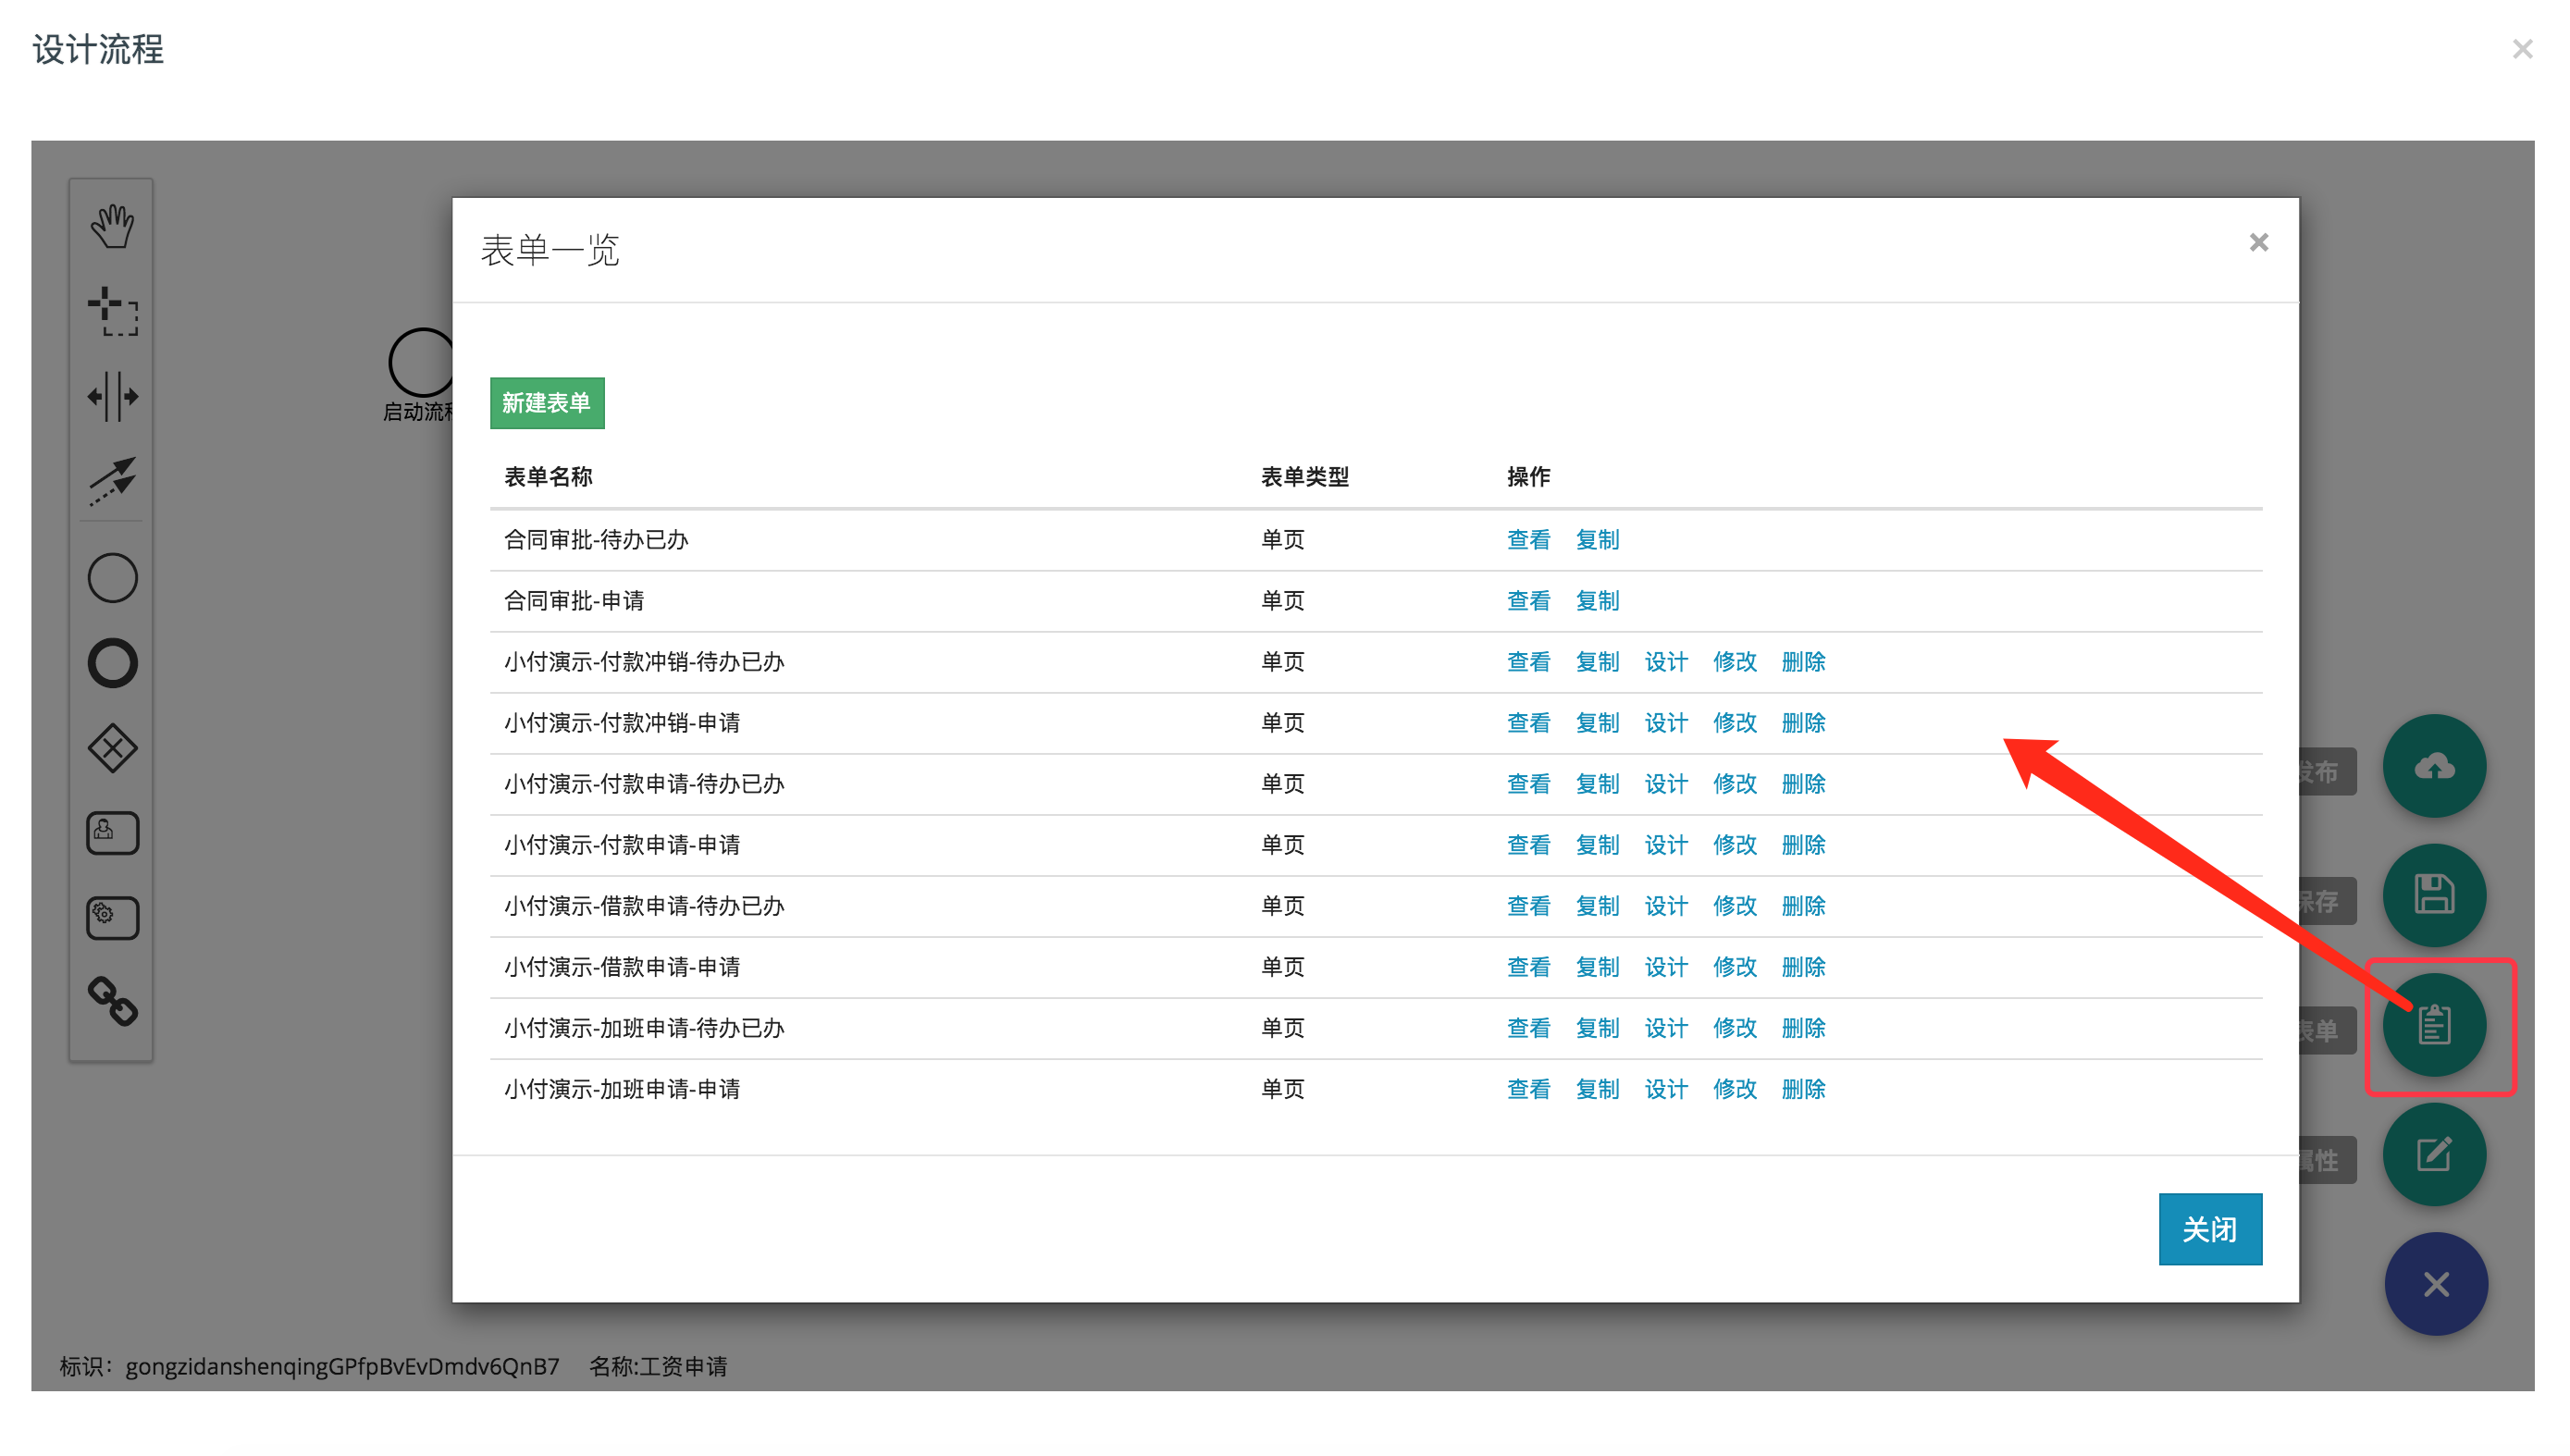 设计流程
表单一览
启动流程
新建表单
表单名称 表单类型 操作
合同审批-待办已办 单页 查看 复制
合同审批-申请 单页 查看 复制
小付演示-付款冲销-待办已办 单页 查看 复制 设计 修改 删除
小付演示-付款冲销-申请 单页 查看 复制 设计 修改 删除
小付演示-付款申请-待办已办 单页 查看 复制 设计 修改 删除
发布
小付演示-付款申请-申请 单页 查看 复制 设计 修改 删除
小付演示-借款申请-待办已办 单页 查看 复制 设计 修改 删除
保存
小付演示-借款申请-申请 单页 查看 复制 设计 修改 删除
小付演示-加班申请-待办已办 单页 查看 复制 设计 修改 删除
表单
小付演示-加班申请-申请 单页 查看 复制 设计 修改 删除
属性
关闭
标识：gongzidanshenqingGPfpBvEvDmdv6QnB7 名称:工资申请